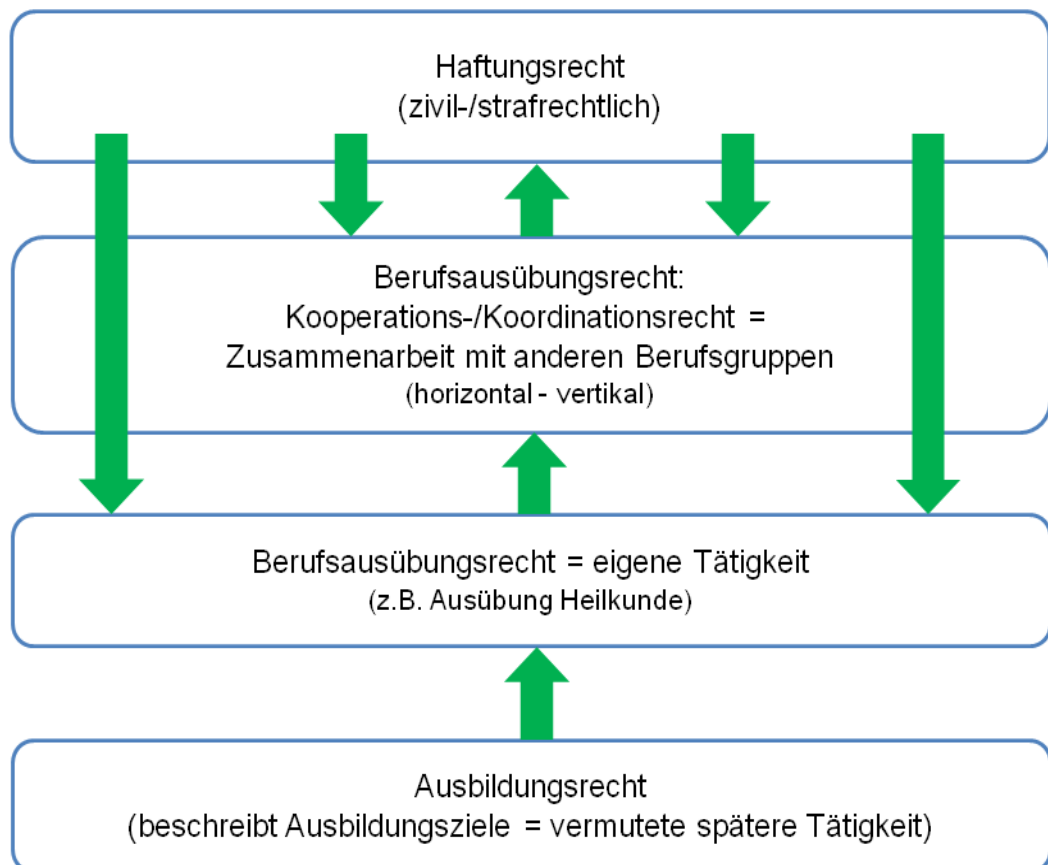 Haftungsrecht
(zivil-/strafrechtlich)
Berufsausübungsrecht:
Kooperations-/Koordinationsrecht =
Zusammenarbeit mit anderen Berufsgruppen
(horizontal - vertikal)
Berufsausübungsrecht = eigene Tätigkeit
(z.B. Ausübung Heilkunde)
Ausbildungsrecht
(beschreibt Ausbildungsziele = vermutete spätere Tätigkeit)